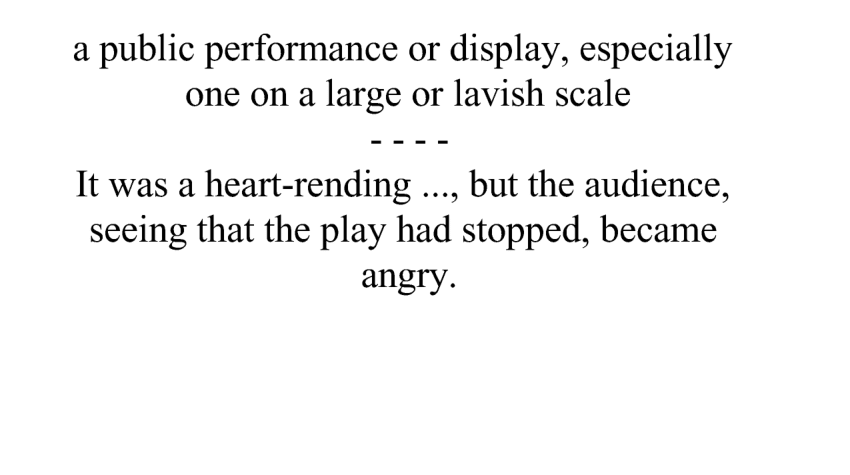 a public performance or display, especially
one on a large or lavish scale
- - - -
It was a heart-rending ..., but the audience,
seeing that the play had stopped, became
angry.